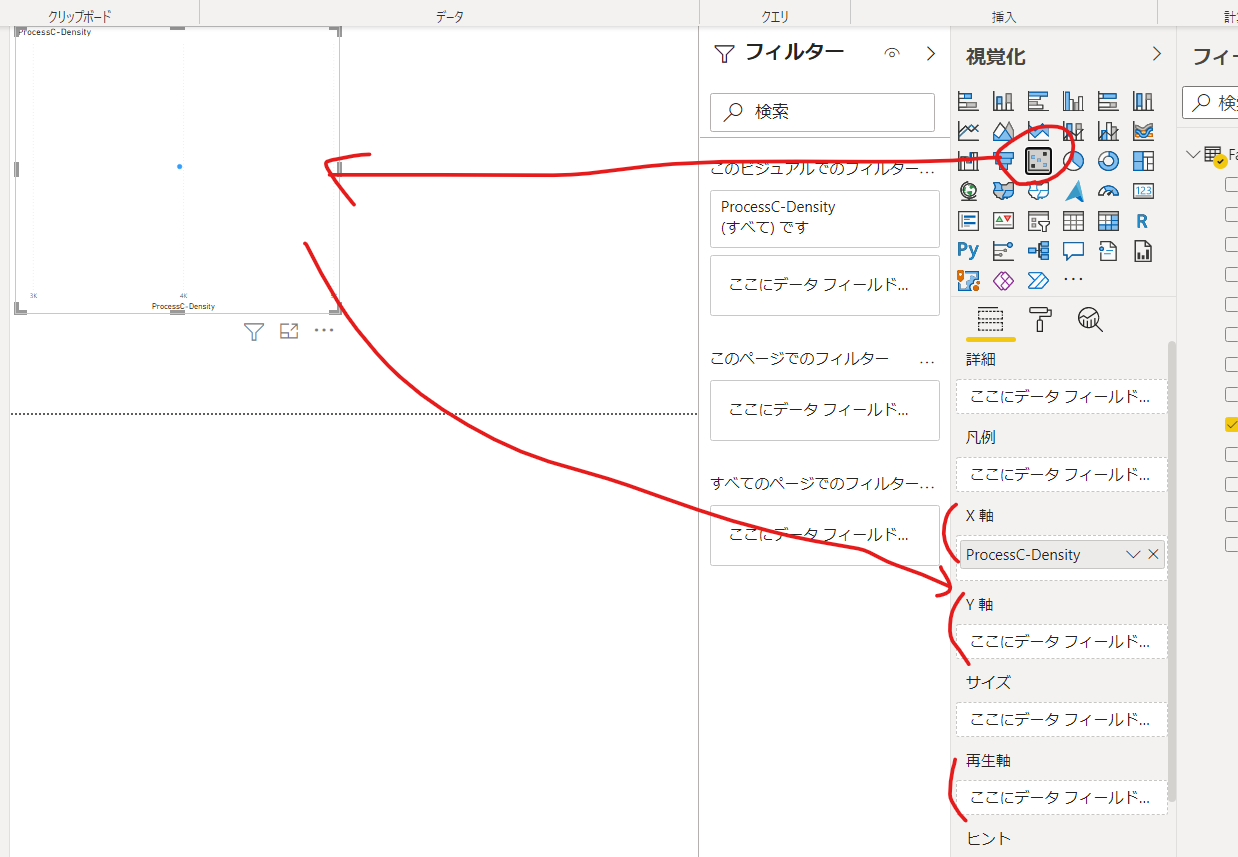 クリップボード
データ
クエリ
挿入
ProcessC-Density
3K
4K
ProcessC-Density
フィルター
検索
このビジュアルでのフィルター...
ProcessC-Density
(すべて) です
ここにデータ フィールド...
このページでのフィルター ...
ここにデータ フィールド...
すべてのページでのフィルター...
ここにデータ フィールド...
視覚化
123
R
Py
...
詳細
ここにデータ フィールド...
凡例
ここにデータ フィールド...
X 軸
ProcessC-Density
Y 軸
ここにデータ フィールド...
サイズ
ここにデータ フィールド...
再生軸
ここにデータ フィールド...
ヒント
フィー
検
Fa